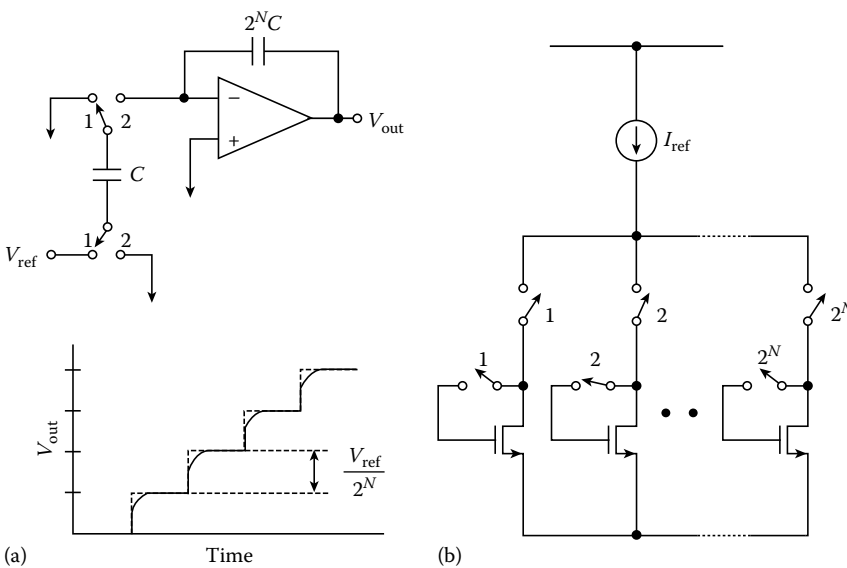 2^N C
−
+
V_out
1 2
C
1 2
V_ref
V_out
V_ref
2^N
Time
(a)
I_ref
1
2
2^N
1
2
2^N
(b)